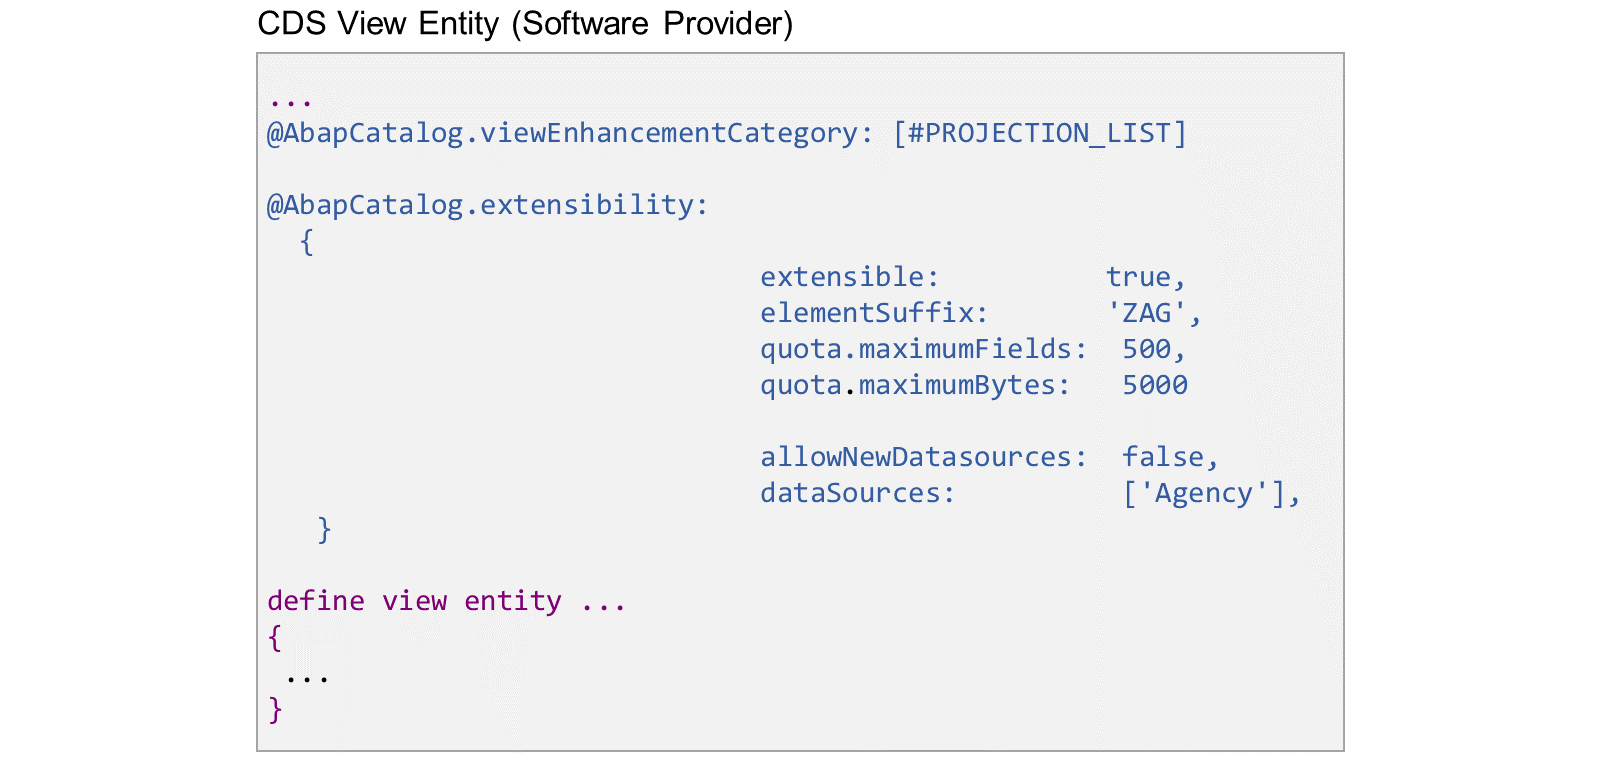 CDS View Entity (Software Provider)
...
@AbapCatalog.viewEnhancementCategory: [#PROJECTION_LIST]
@AbapCatalog.extensibility:
{
extensible: true,
elementSuffix: 'ZAG',
quota.maximumFields: 500,
quota.maximumBytes: 5000
allowNewDatasources: false,
dataSources: ['Agency'],
}
define view entity ...
{
...
}